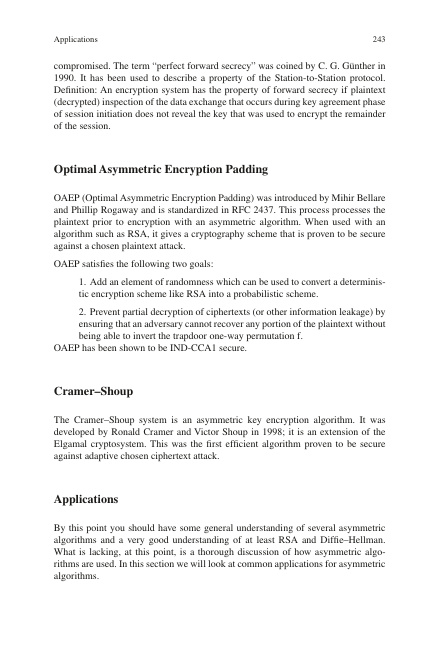 Applications 243
compromised. The term “perfect forward secrecy” was coined by C. G. Günther in
1990. It has been used to describe a property of the Station-to-Station protocol.
Definition: An encryption system has the property of forward secrecy if plaintext
(decrypted) inspection of the data exchange that occurs during key agreement phase
of session initiation does not reveal the key that was used to encrypt the remainder
of the session.
Optimal Asymmetric Encryption Padding
OAEP (Optimal Asymmetric Encryption Padding) was introduced by Mihir Bellare
and Phillip Rogaway and is standardized in RFC 2437. This process processes the
plaintext prior to encryption with an asymmetric algorithm. When used with an
algorithm such as RSA, it gives a cryptography scheme that is proven to be secure
against a chosen plaintext attack.
OAEP satisfies the following two goals:
1. Add an element of randomness which can be used to convert a determinis-
tic encryption scheme like RSA into a probabilistic scheme.
2. Prevent partial decryption of ciphertexts (or other information leakage) by
ensuring that an adversary cannot recover any portion of the plaintext without
being able to invert the trapdoor one-way permutation f.
OAEP has been shown to be IND-CCA1 secure.
Cramer–Shoup
The Cramer–Shoup system is an asymmetric key encryption algorithm. It was
developed by Ronald Cramer and Victor Shoup in 1998; it is an extension of the
Elgamal cryptosystem. This was the first efficient algorithm proven to be secure
against adaptive chosen ciphertext attack.
Applications
By this point you should have some general understanding of several asymmetric
algorithms and a very good understanding of at least RSA and Diffie–Hellman.
What is lacking, at this point, is a thorough discussion of how asymmetric algo-
rithms are used. In this section we will look at common applications for asymmetric
algorithms.